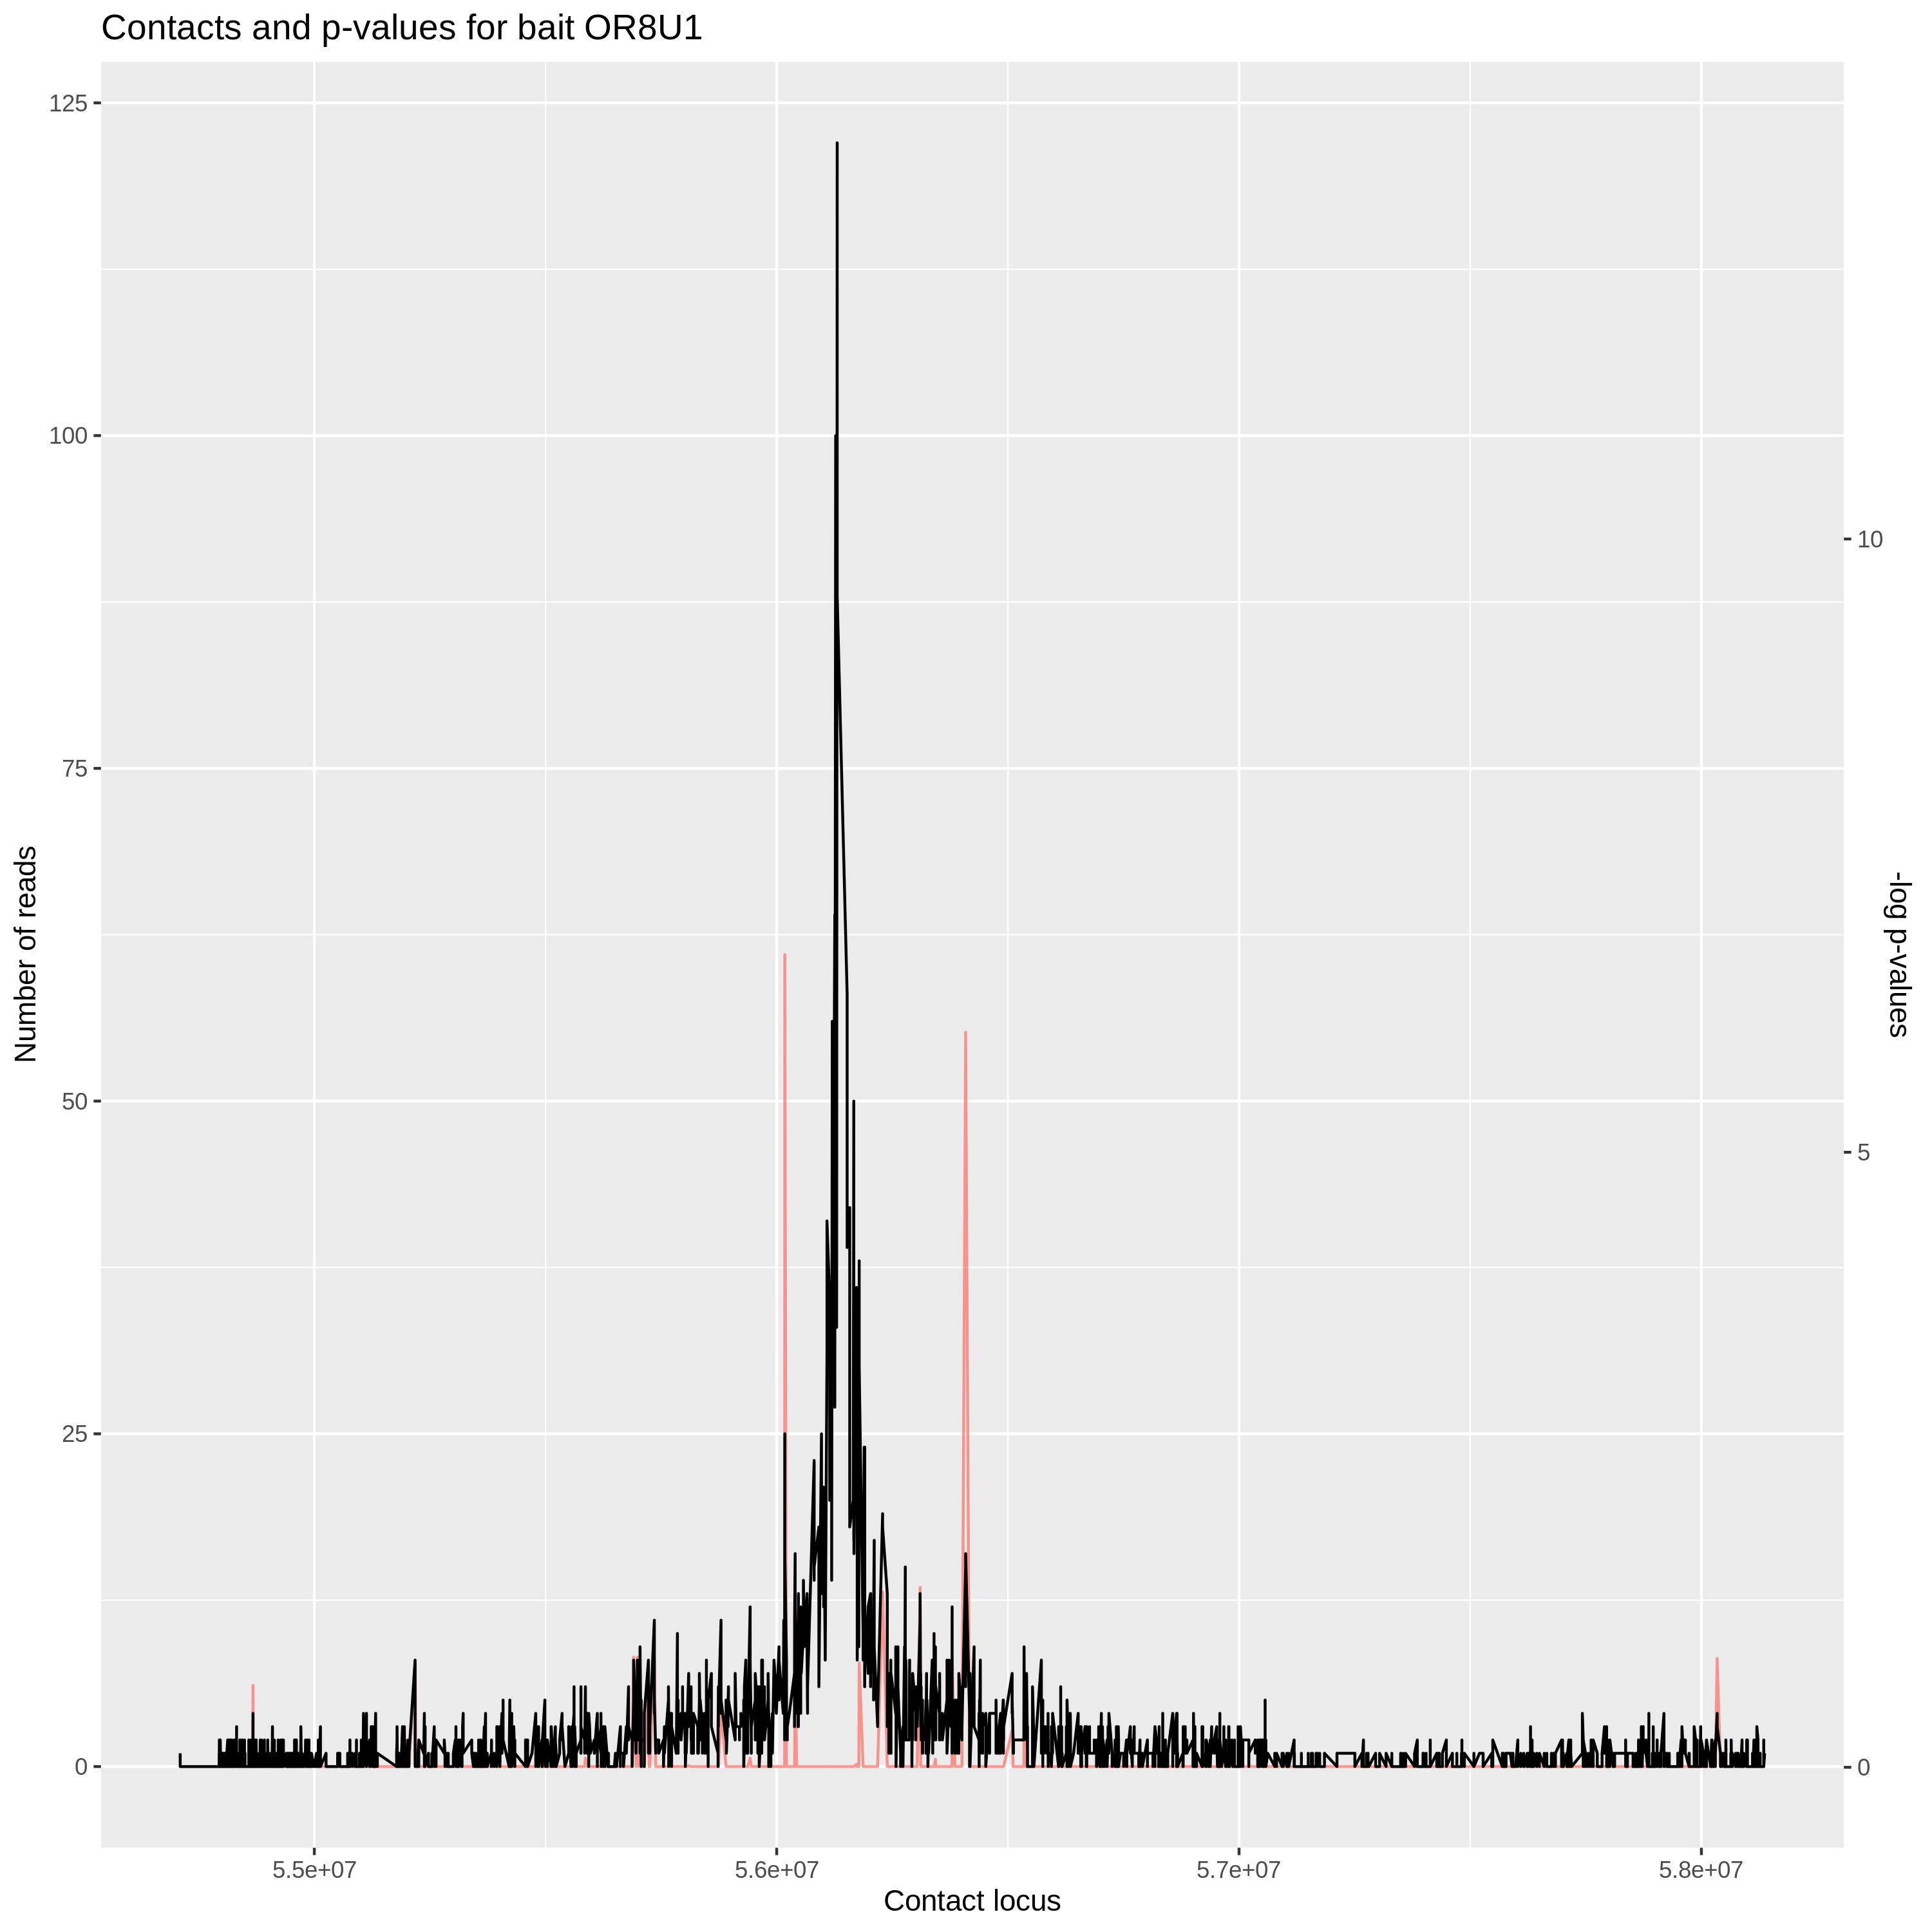 Contacts and p-values for bait OR8U1
125
100
75
50
25
0
Number of reads
10
5
0
-log p-values
5.5e+07 5.6e+07 5.7e+07 5.8e+07
Contact locus